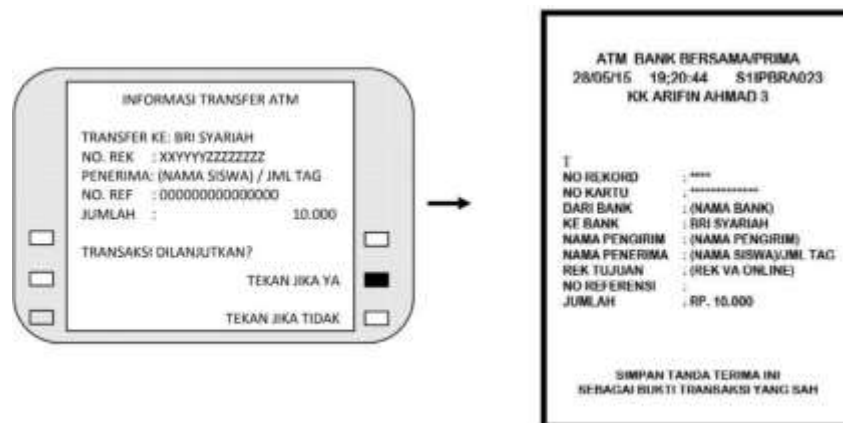 INFORMASI TRANSFER ATM
TRANSFER KE: BRI SYARIAH
NO. REK : XXYYYYZZZZZZZZ
PENERIMA: (NAMA SISWA) / JML TAG
NO. REF : 000000000000000
JUMLAH : 10.000
TRANSAKSI DILANJUTKAN?
TEKAN JIKA YA
TEKAN JIKA TIDAK
ATM BANK BERSAMA/PRIMA
28/05/15 19;20:44 S1IPBRA023
KK ARIFIN AHMAD 3
T
NO REKORD : ****
NO KARTU : *************
DARI BANK : (NAMA BANK)
KE BANK : BRI SYARIAH
NAMA PENGIRIM : (NAMA PENGIRIM)
NAMA PENERIMA : (NAMA SISWA)/JML TAG
REK TUJUAN : (REK VA ONLINE)
NO REFERENSI :
JUMLAH : RP. 10.000
SIMPAN TANDA TERIMA INI
SEBAGAI BUKTI TRANSAKSI YANG SAH